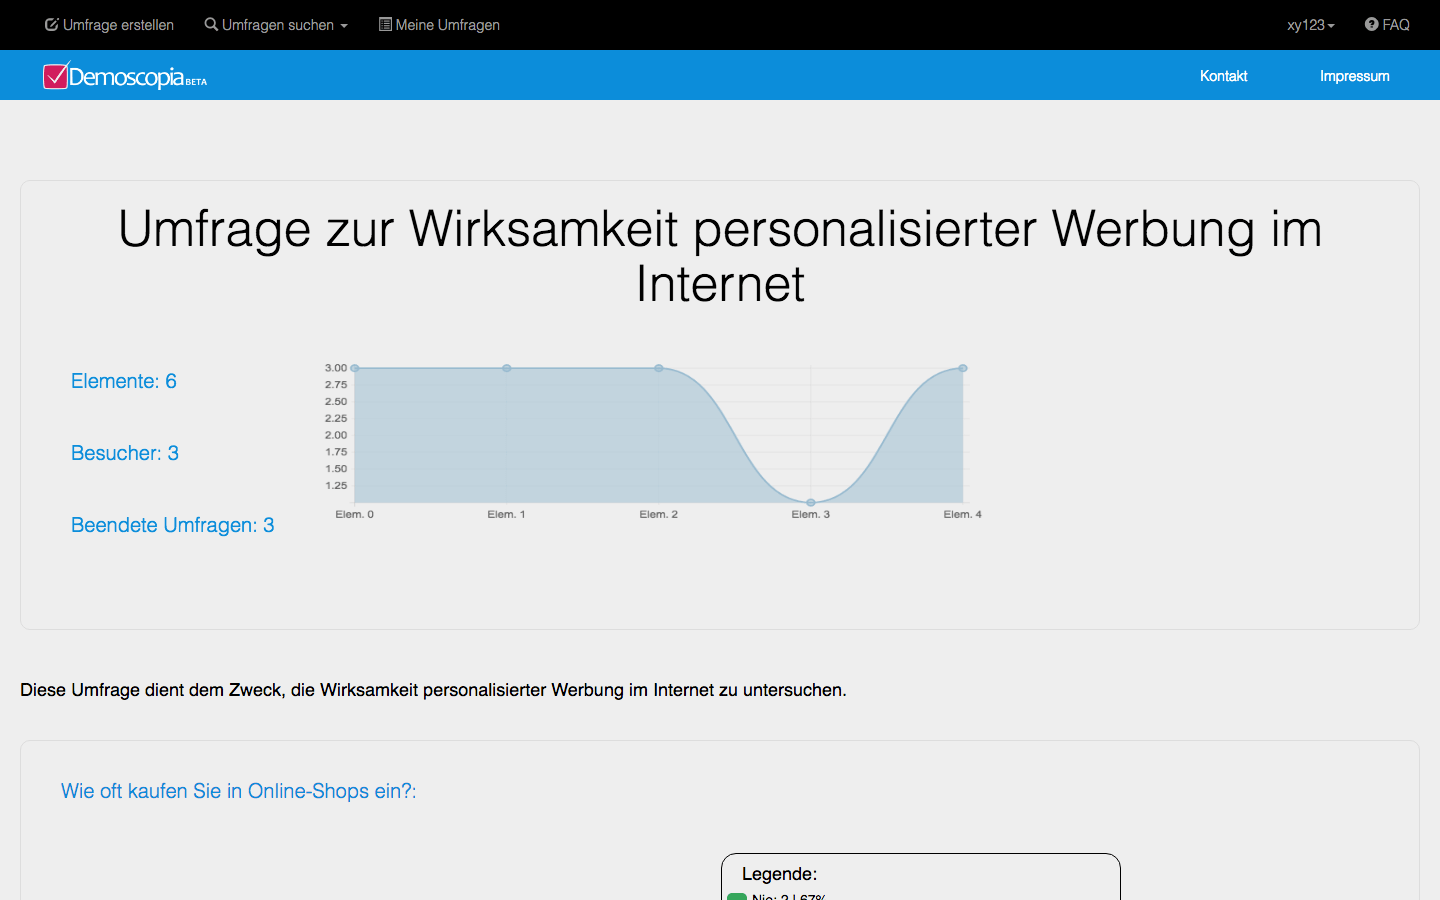 Umfrage erstellen Umfragen suchen Meine Umfragen xy123 FAQ
Demoscopia BETA Kontakt Impressum
Umfrage zur Wirksamkeit personalisierter Werbung im
Internet
Elemente: 6
Besucher: 3
Beendete Umfragen: 3
3.00
2.75
2.50
2.25
2.00
1.75
1.50
1.25
Elem. 0 Elem. 1 Elem. 2 Elem. 3 Elem. 4
Diese Umfrage dient dem Zweck, die Wirksamkeit personalisierter Werbung im Internet zu untersuchen.
Wie oft kaufen Sie in Online-Shops ein?:
Legende:
Nie: 2 | 67%